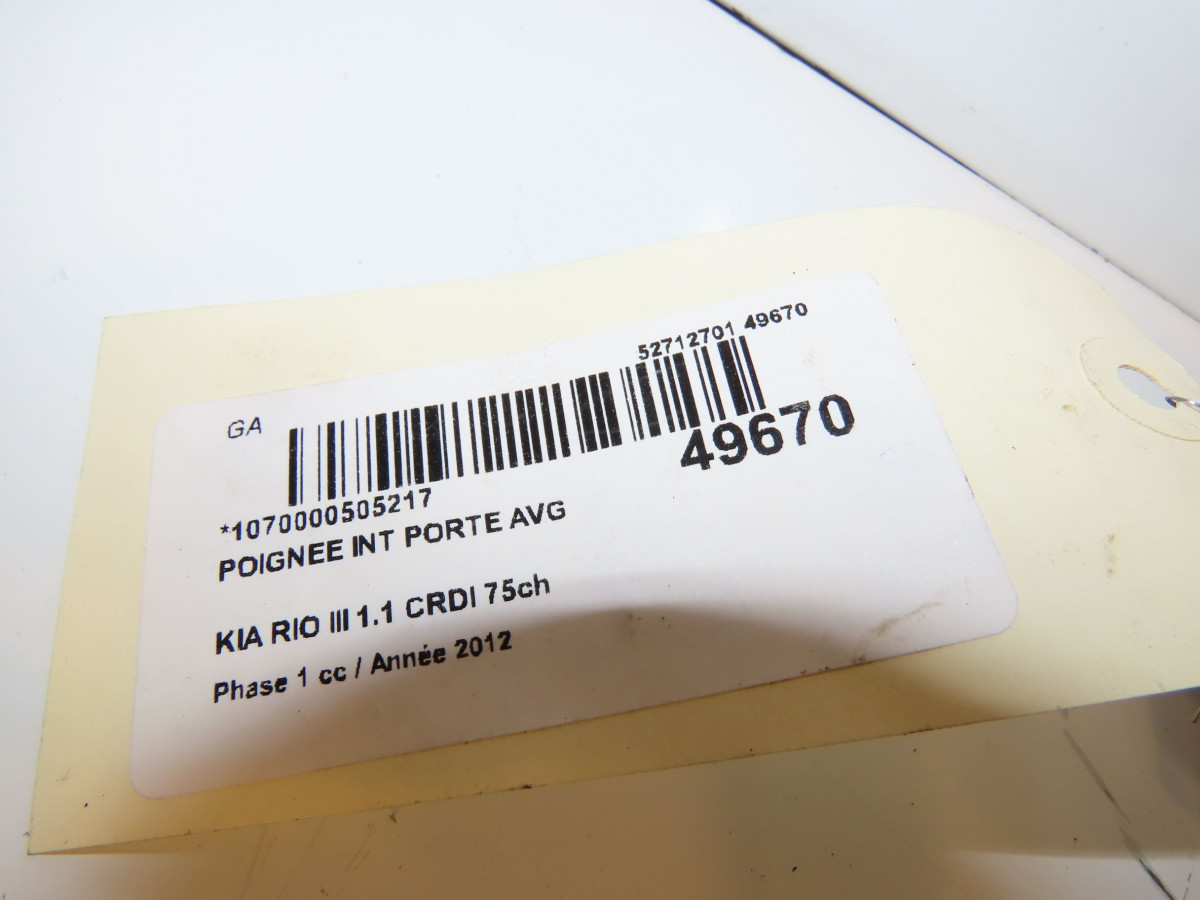 52712701 49670
GA
49670
*1070000505217
POIGNEE INT PORTE AVG
KIA RIO III 1.1 CRDI 75ch
Phase 1 cc / Année 2012